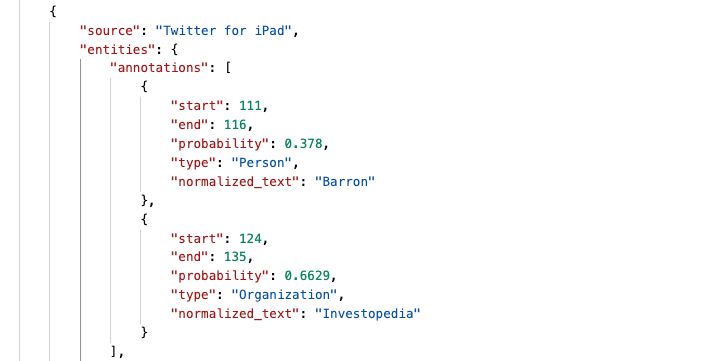 {
"source": "Twitter for iPad",
"entities": {
"annotations": [
{
"start": 111,
"end": 116,
"probability": 0.378,
"type": "Person",
"normalized_text": "Barron"
},
{
"start": 124,
"end": 135,
"probability": 0.6629,
"type": "Organization",
"normalized_text": "Investopedia"
}
],